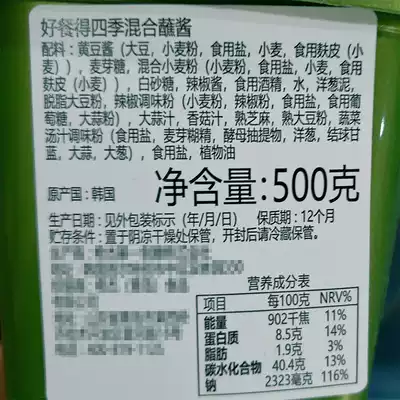 好餐得四季混合蘸酱
配料：黄豆酱（大豆，小麦粉，食用盐，小麦，食用麸皮（小
麦）），麦芽糖，混合小麦粉（小麦粉，食用盐，小麦，食用
麸皮（小麦）），白砂糖，辣椒酱，食用酒精，水，洋葱泥，
脱脂大豆粉，辣椒调味粉（小麦粉，辣椒粉，食用盐，食用葡
萄糖，大蒜粉），大蒜汁，香菇汁，熟芝麻，熟大豆粉，蔬菜
汤汁调味粉（食用盐，麦芽糊精，酵母抽提物，洋葱，结球甘
蓝，大蒜，大葱），食用盐，植物油
原产国：韩国
净含量：500克
生产日期：见外包装标示（年/月/日） 保质期：12个月
贮存条件：置于阴凉干燥处保管，开封后请冷藏保管。
营养成分表
项目 每100克 NRV%
能量 902千焦 11%
蛋白质 8.5克 14%
脂肪 1.9克 3%
碳水化合物 40.4克 13%
钠 2323毫克 116%